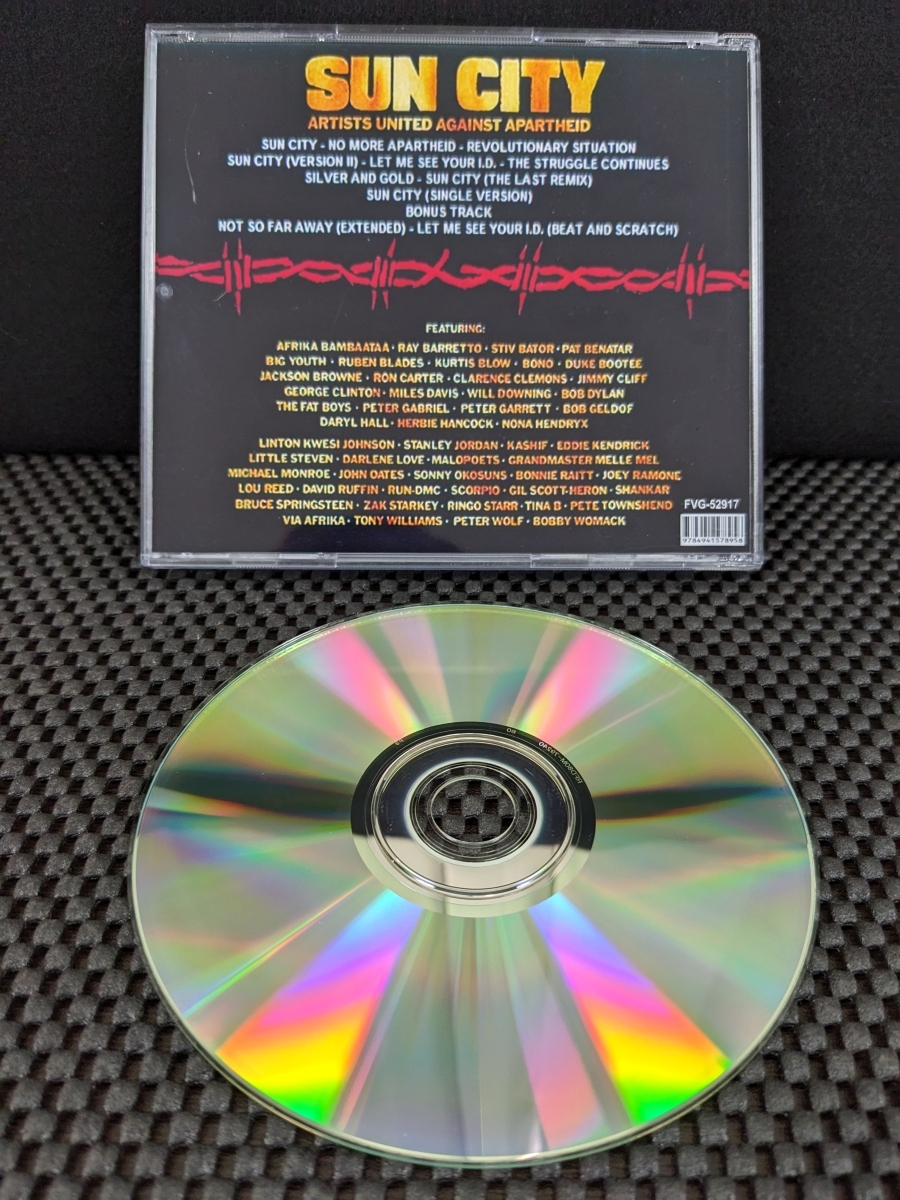 SUN CITY
ARTISTS UNITED AGAINST APARTHEID
SUN CITY - NO MORE APARTHEID - REVOLUTIONARY SITUATION
SUN CITY (VERSION II) - LET ME SEE YOUR I.D. - THE STRUGGLE CONTINUES
SILVER AND GOLD - SUN CITY (THE LAST REMIX)
SUN CITY (SINGLE VERSION)
BONUS TRACK
NOT SO FAR AWAY (EXTENDED) - LET ME SEE YOUR I.D. (BEAT AND SCRATCH)
FEATURING:
AFRIKA BAMBAATAA · RAY BARRETTO · STIV BATOR · PAT BENATAR
BIG YOUTH · RUBEN BLADES · KURTIS BLOW · BONO · DUKE BOOTEE
JACKSON BROWNE · RON CARTER · CLARENCE CLEMONS · JIMMY CLIFF
GEORGE CLINTON · MILES DAVIS · WILL DOWNING · BOB DYLAN
THE FAT BOYS · PETER GABRIEL · PETER GARRETT · BOB GELDOF
DARYL HALL · HERBIE HANCOCK · NONA HENDRYX
LINTON KWESI JOHNSON · STANLEY JORDAN · KASHIF · EDDIE KENDRICK
LITTLE STEVEN · DARLENE LOVE · MALOPOETS · GRANDMASTER MELLE MEL
MICHAEL MONROE · JOHN OATES · SONNY OKOSUNS · BONNIE RAITT · JOEY RAMONE
LOU REED · DAVID RUFFIN · RUN-DMC · SCORPIO · GIL SCOTT-HERON · SHANKAR
BRUCE SPRINGSTEEN · ZAK STARKEY · RINGO STARR · TINA B · PETE TOWNSHEND
VIA AFRIKA · TONY WILLIAMS · PETER WOLF · BOBBY WOMACK
FVG-52917
9784941578958